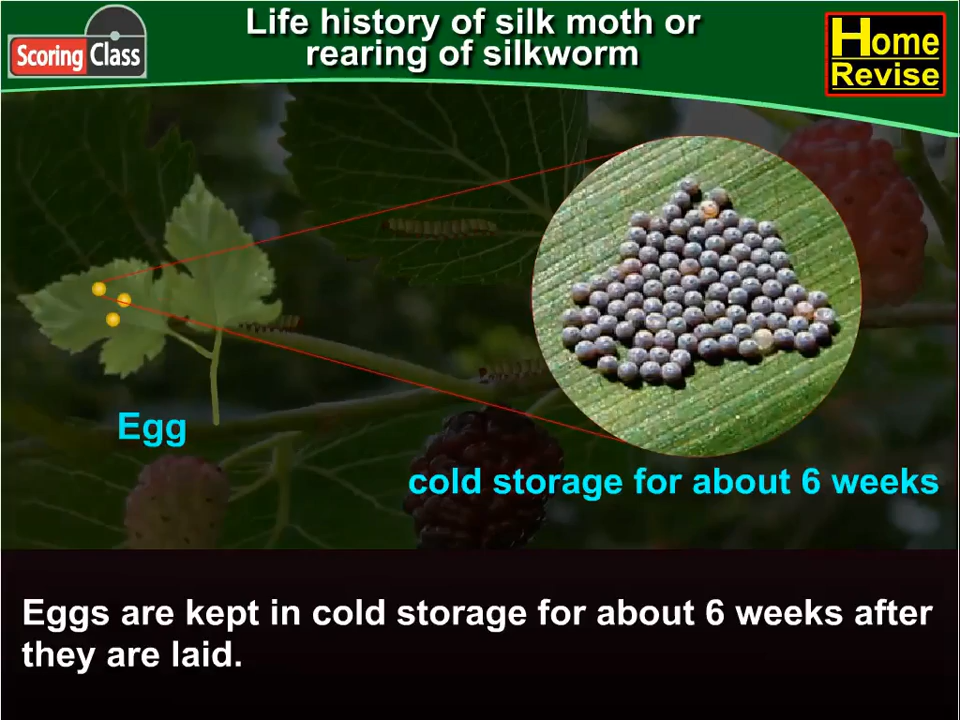 Life history of silk moth or
rearing of silkworm
Scoring Class
Home
Revise
Egg
cold storage for about 6 weeks
Eggs are kept in cold storage for about 6 weeks after
they are laid.